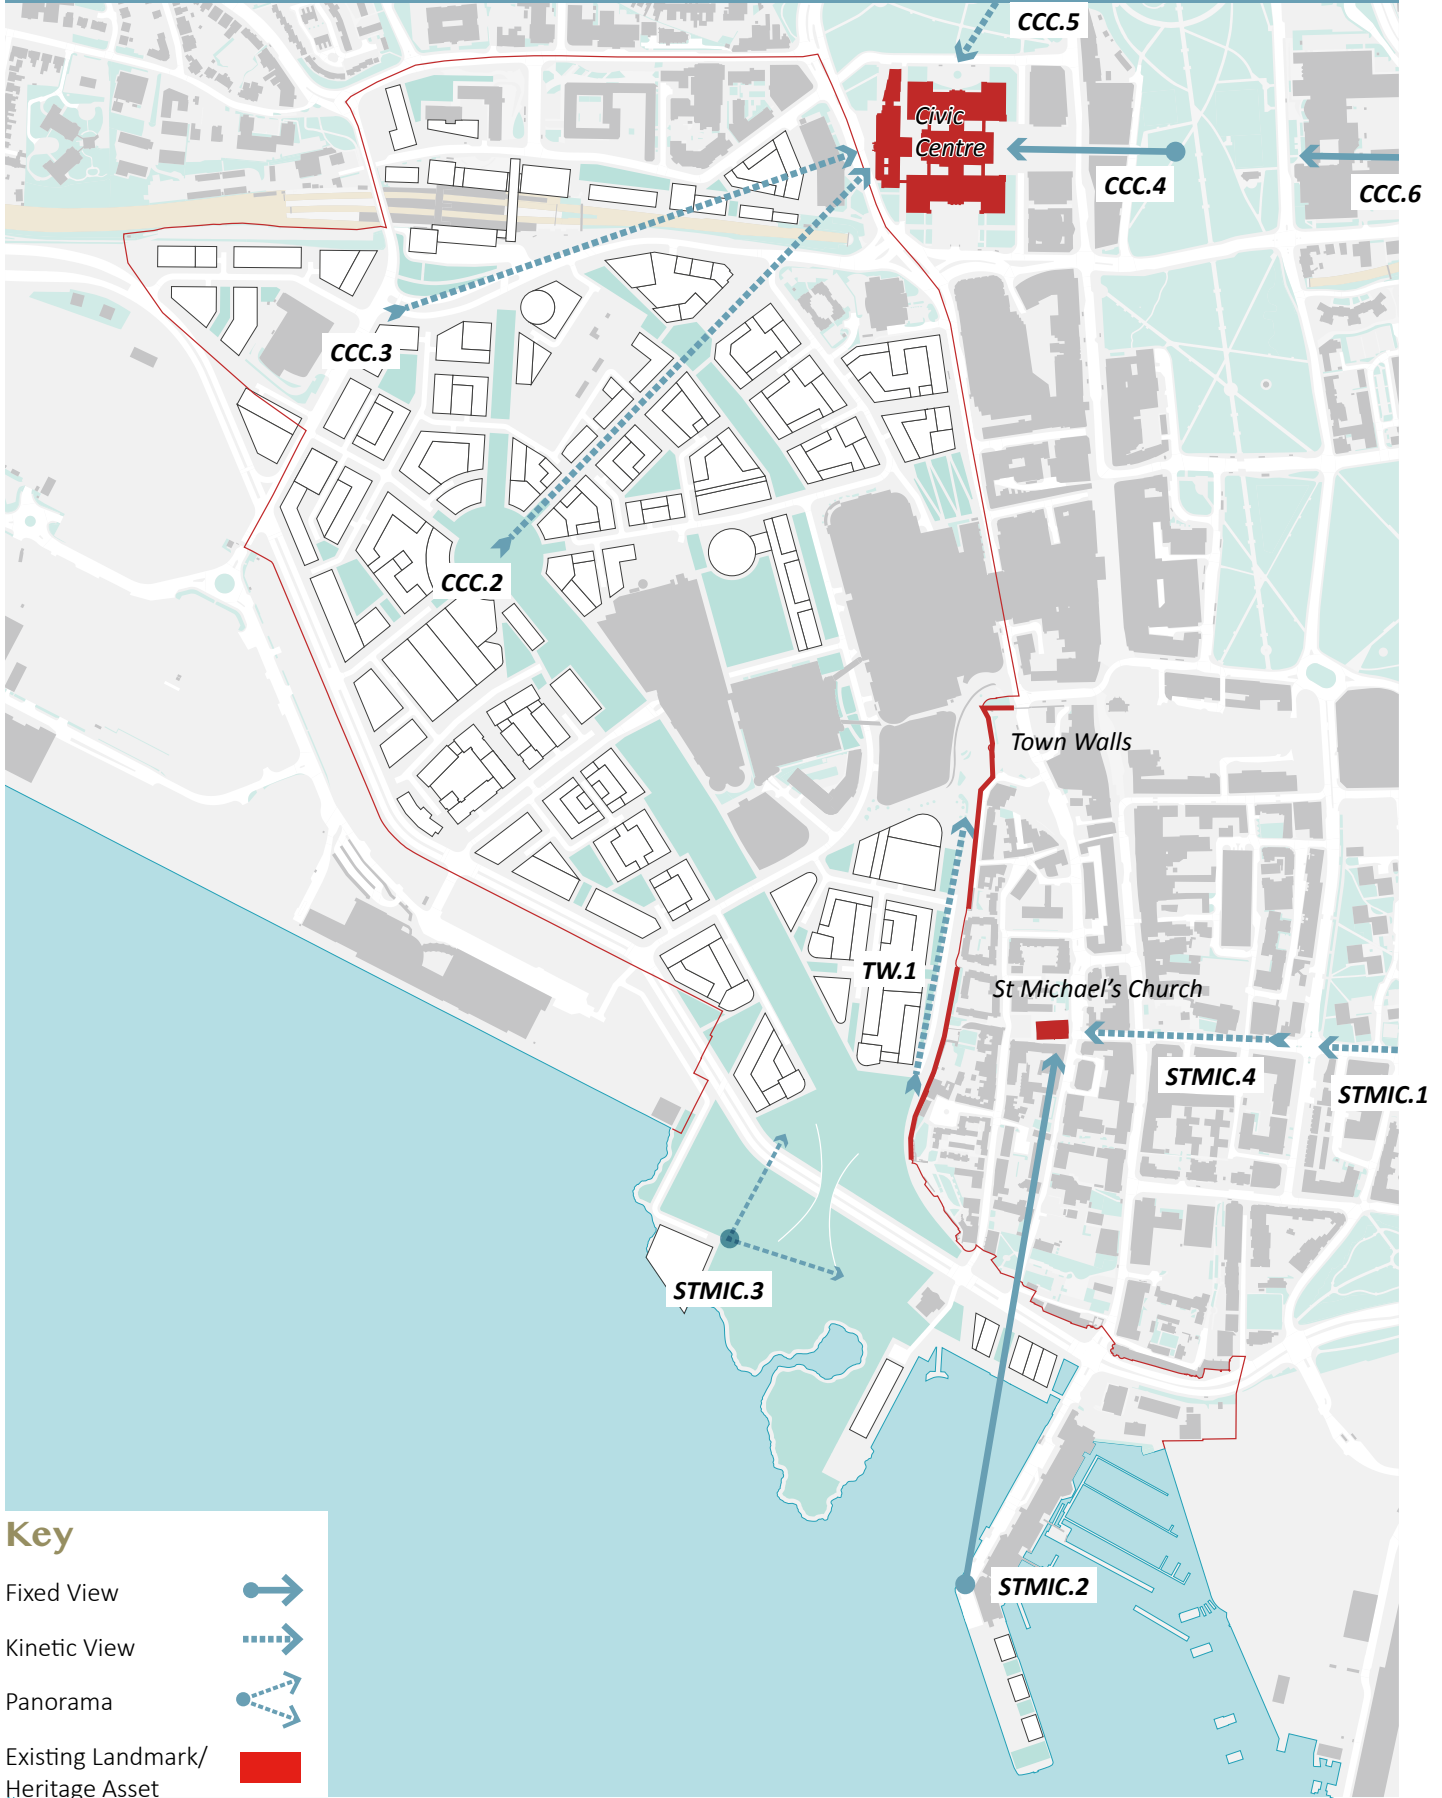 CCC.5
Civic
Centre
CCC.4
CCC.6
CCC.3
CCC.2
Town Walls
TW.1
St Michael's Church
STMIC.4
STMIC.1
STMIC.3
STMIC.2
Key
Fixed View
Kinetic View
Panorama
Existing Landmark/
Heritage Asset